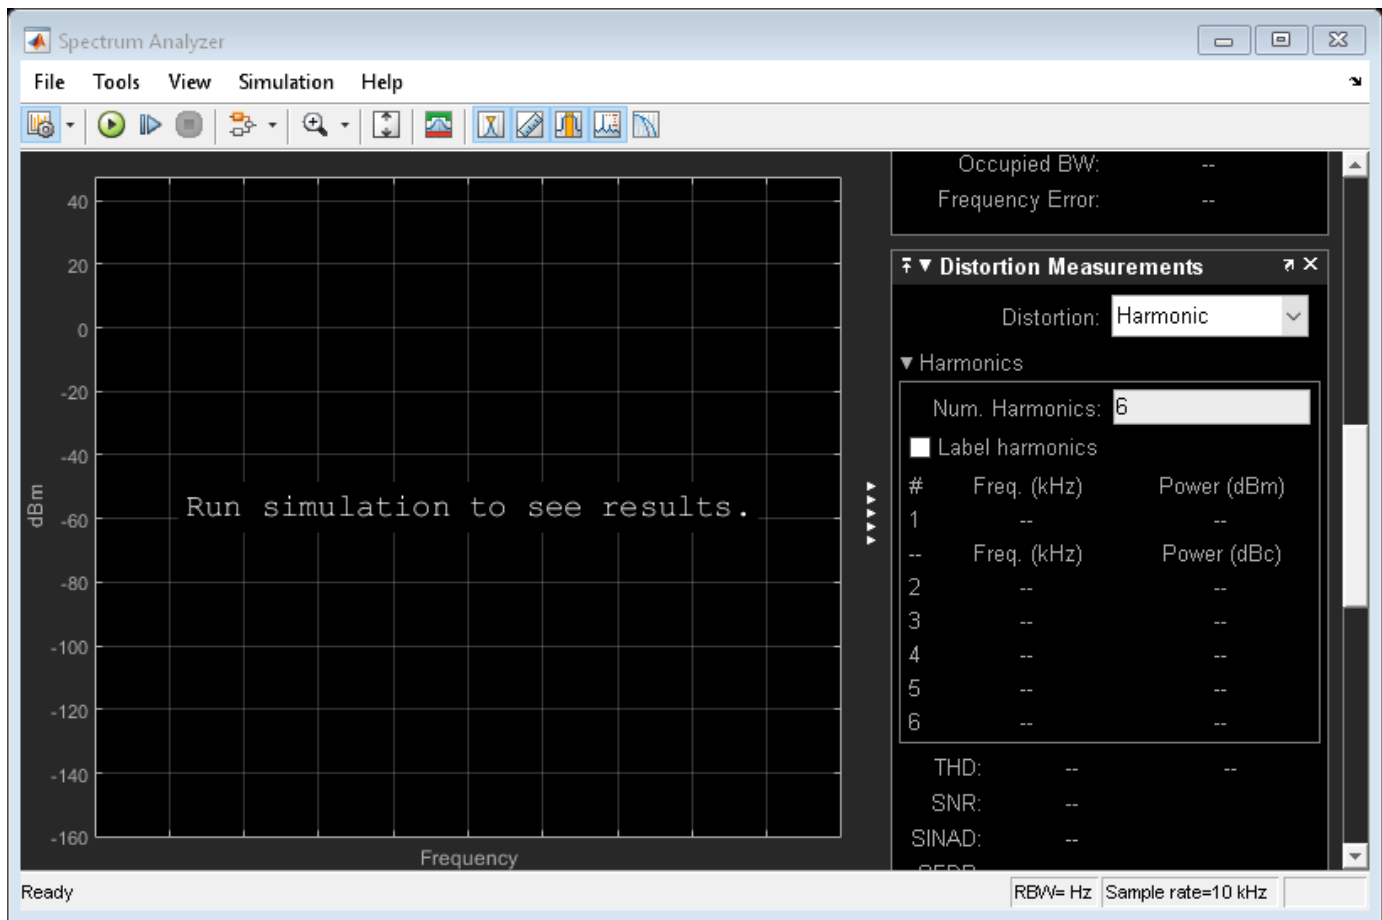 Spectrum Analyzer
File Tools View Simulation Help
Occupied BW: --
Frequency Error: --
Distortion Measurements
Distortion: Harmonic
Harmonics
Num. Harmonics: 6
Label harmonics
# Freq. (kHz) Power (dBm)
1 -- --
-- Freq. (kHz) Power (dBc)
2 -- --
3 -- --
4 -- --
5 -- --
6 -- --
THD: -- --
SNR: --
SINAD: --
40
20
0
-20
-40
-60
-80
-100
-120
-140
-160
dBm
Run simulation to see results.
Frequency
Ready
RBW= Hz Sample rate=10 kHz